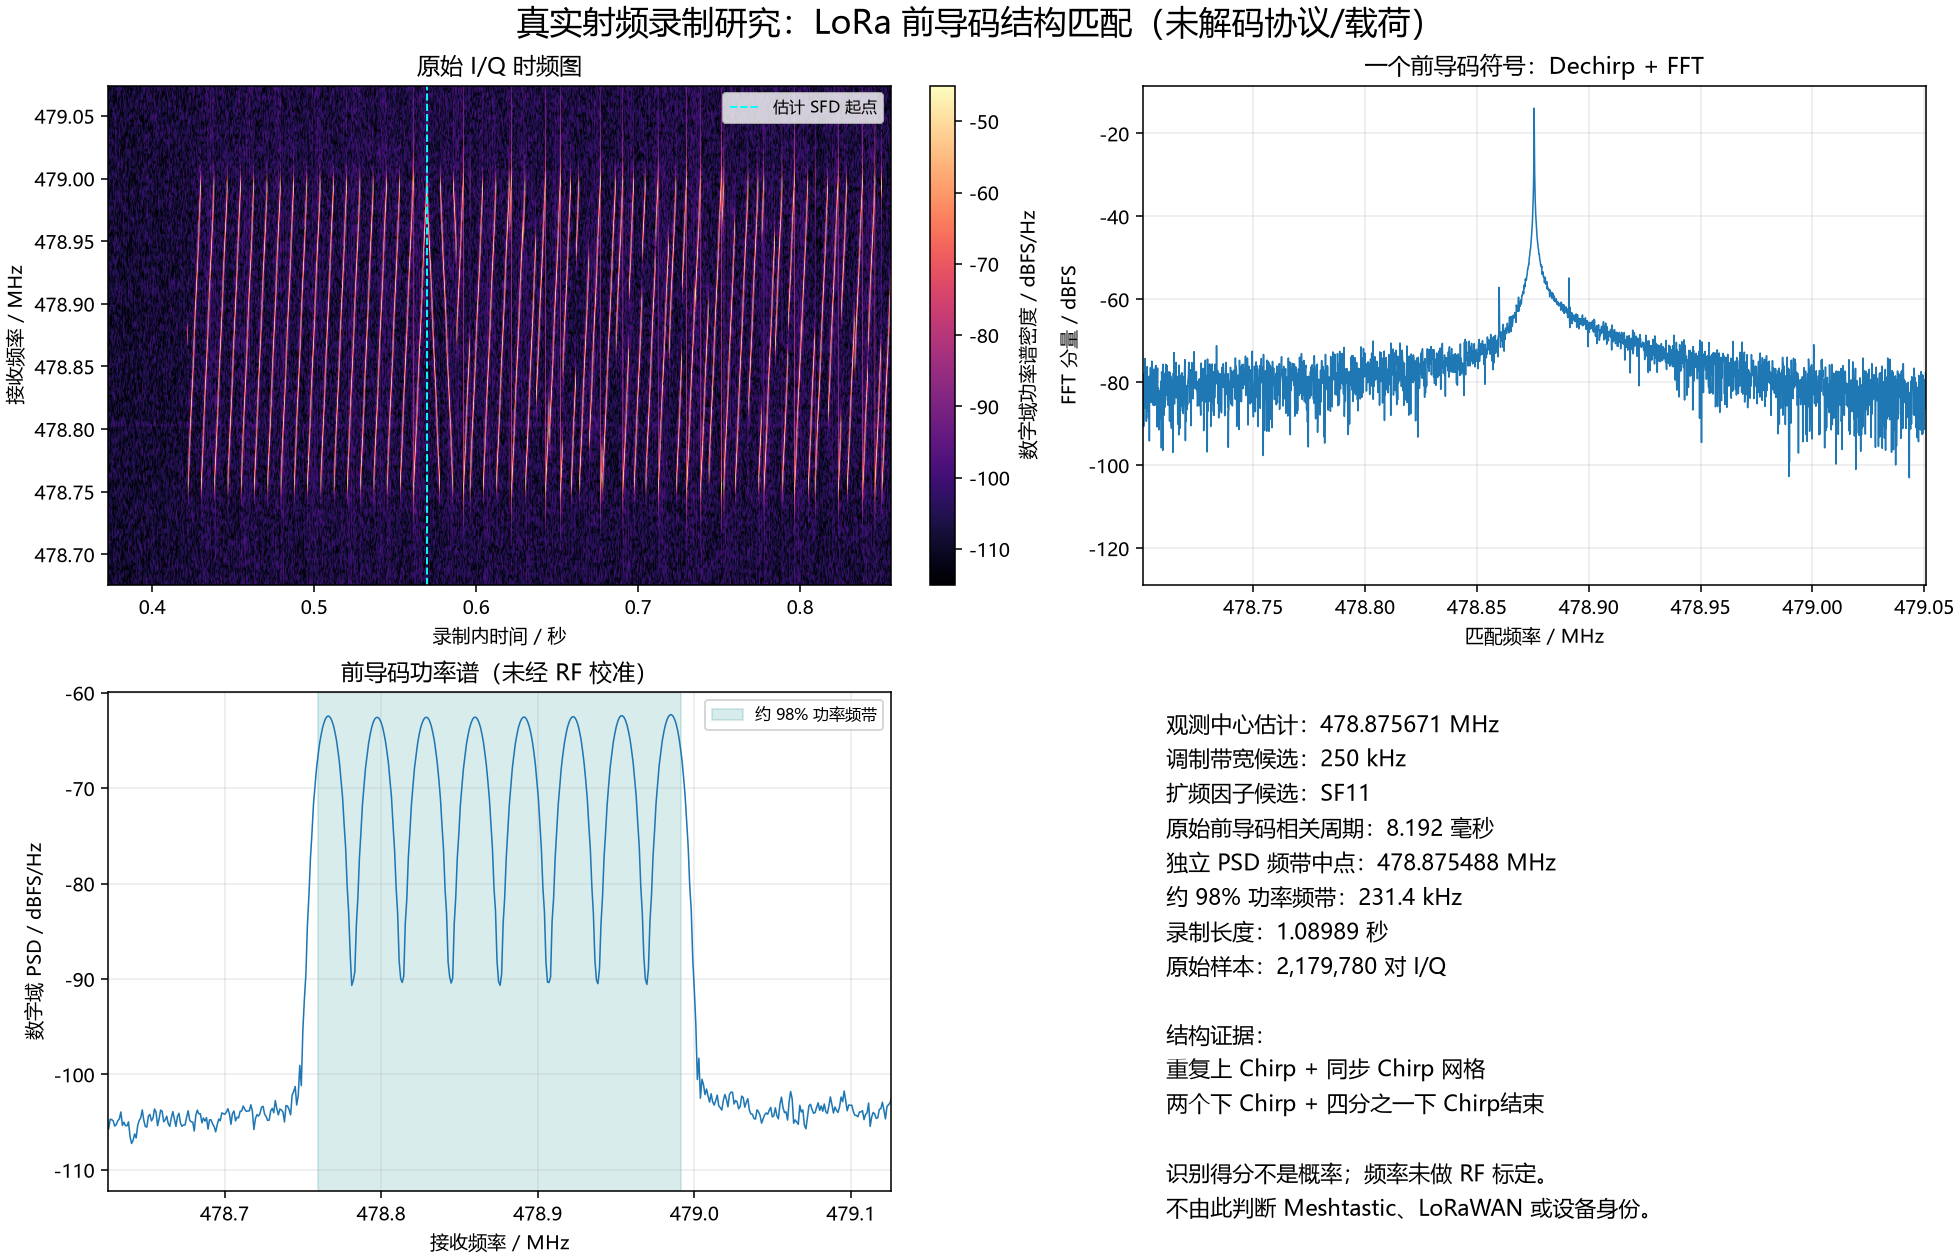 真实射频录制研究：LoRa 前导码结构匹配（未解码协议/载荷）
原始 I/Q 时频图
估计 SFD 起点
479.05
479.00
478.95
478.90
478.85
478.80
478.75
478.70
接收频率 / MHz
0.4 0.5 0.6 0.7 0.8
录制内时间 / 秒
-50
-60
-70
-80
-90
-100
-110
数字域功率谱密度 / dBFS/Hz
一个前导码符号：Dechirp + FFT
-20
-40
-60
-80
-100
-120
FFT 分量 / dBFS
478.75 478.80 478.85 478.90 478.95 479.00 479.05
匹配频率 / MHz
前导码功率谱（未经 RF 校准）
约 98% 功率频带
-60
-70
-80
-90
-100
-110
数字域 PSD / dBFS/Hz
478.7 478.8 478.9 479.0 479.1
接收频率 / MHz
观测中心估计：478.875671 MHz
调制带宽候选：250 kHz
扩频因子候选：SF11
原始前导码相关周期：8.192 毫秒
独立 PSD 频带中点：478.875488 MHz
约 98% 功率频带：231.4 kHz
录制长度：1.08989 秒
原始样本：2,179,780 对 I/Q
结构证据：
重复上 Chirp + 同步 Chirp 网格
两个下 Chirp + 四分之一下 Chirp结束
识别得分不是概率；频率未做 RF 标定。
不由此判断 Meshtastic、LoRaWAN 或设备身份。